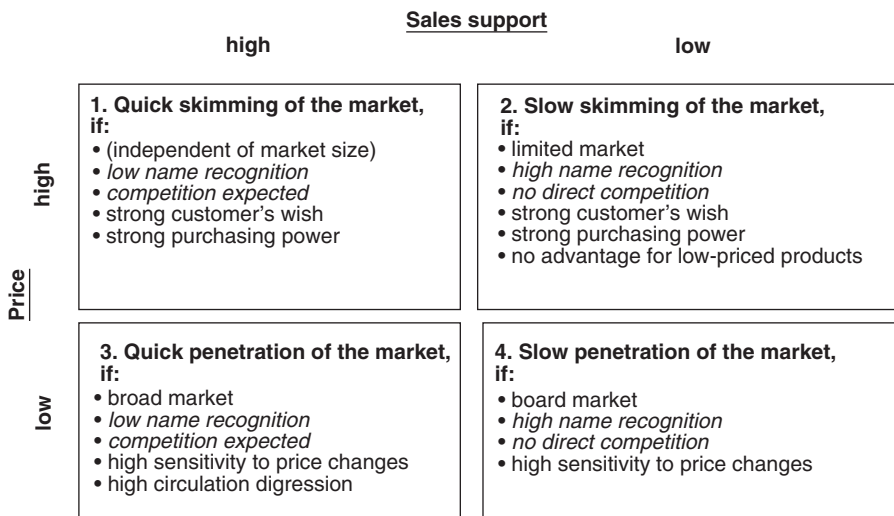 Sales support
high
low
Price
high
low
1. Quick skimming of the market,
if:
• (independent of market size)
• low name recognition
• competition expected
• strong customer's wish
• strong purchasing power
2. Slow skimming of the market,
if:
• limited market
• high name recognition
• no direct competition
• strong customer's wish
• strong purchasing power
• no advantage for low-priced products
3. Quick penetration of the market,
if:
• broad market
• low name recognition
• competition expected
• high sensitivity to price changes
• high circulation digression
4. Slow penetration of the market,
if:
• board market
• high name recognition
• no direct competition
• high sensitivity to price changes